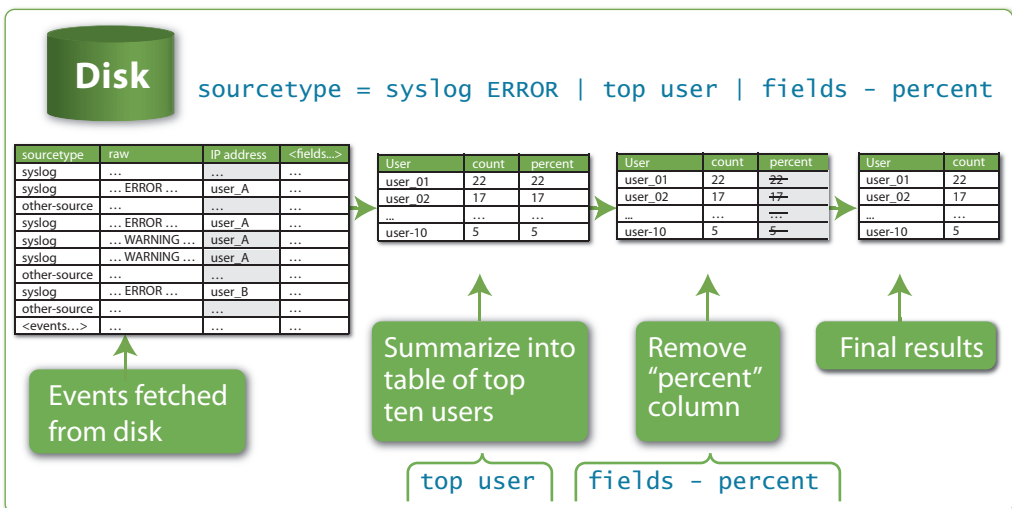 Disk
sourcetype = syslog ERROR | top user | fields - percent
sourcetype raw IP address <fields...>
syslog … … …
syslog … ERROR … user_A …
other-source … … …
syslog … ERROR … user_A …
syslog … WARNING … user_A …
syslog … WARNING … user_A …
other-source … … …
syslog … ERROR … user_B …
other-source … … …
<events…> … … …
User count percent
user_01 22 22
user_02 17 17
... … …
user-10 5 5
User count percent
user_01 22 22
user_02 17 17
... … …
user-10 5 5
User count
user_01 22
user_02 17
... …
user-10 5
Events fetched
from disk
Summarize into
table of top
ten users
Remove
“percent”
column
Final results
top user
fields - percent